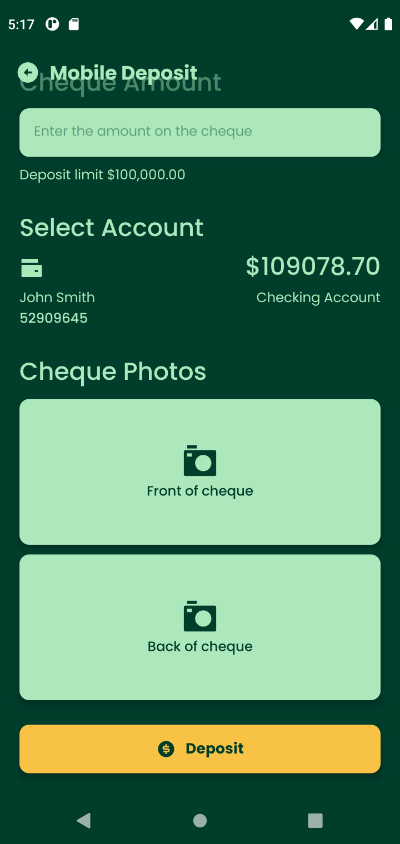 5:17
Mobile Deposit
Cheque Amount
Enter the amount on the cheque
Deposit limit $100,000.00
Select Account
$109078.70
John Smith
Checking Account
52909645
Cheque Photos
Front of cheque
Back of cheque
Deposit